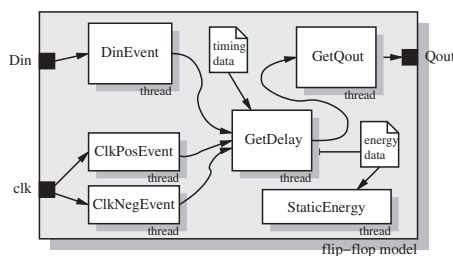 Din
DinEvent
thread
timing
data
GetQout
thread
Qout
ClkPosEvent
thread
GetDelay
thread
energy
data
clk
ClkNegEvent
thread
StaticEnergy
thread
flip-flop model